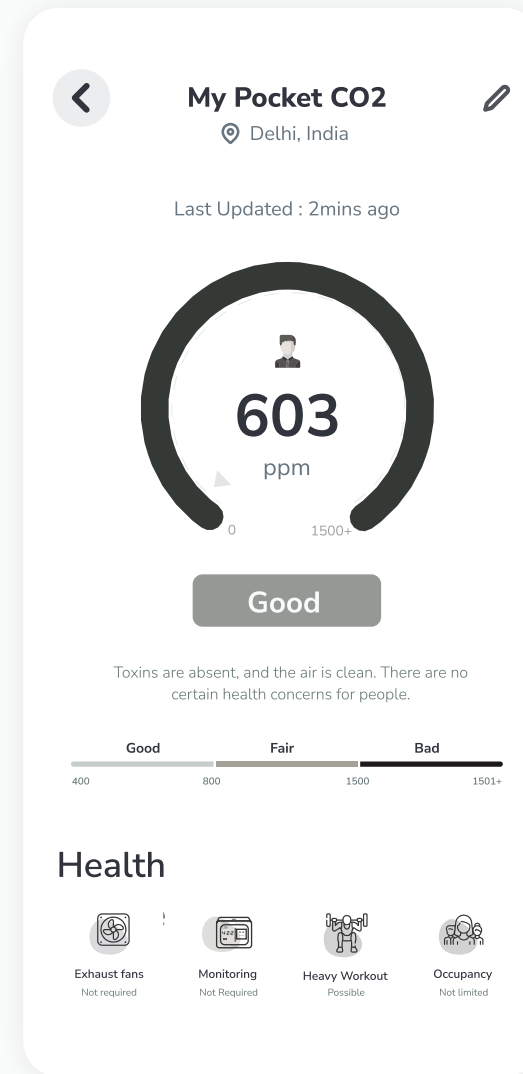 My Pocket CO2
Delhi, India
Last Updated : 2mins ago
603
ppm
0
1500+
Good
Toxins are absent, and the air is clean. There are no
certain health concerns for people.
Good Fair Bad
400 800 1500 1501+
Health
Exhaust fans Monitoring Heavy Workout Occupancy
Not required Not Required Possible Not limited